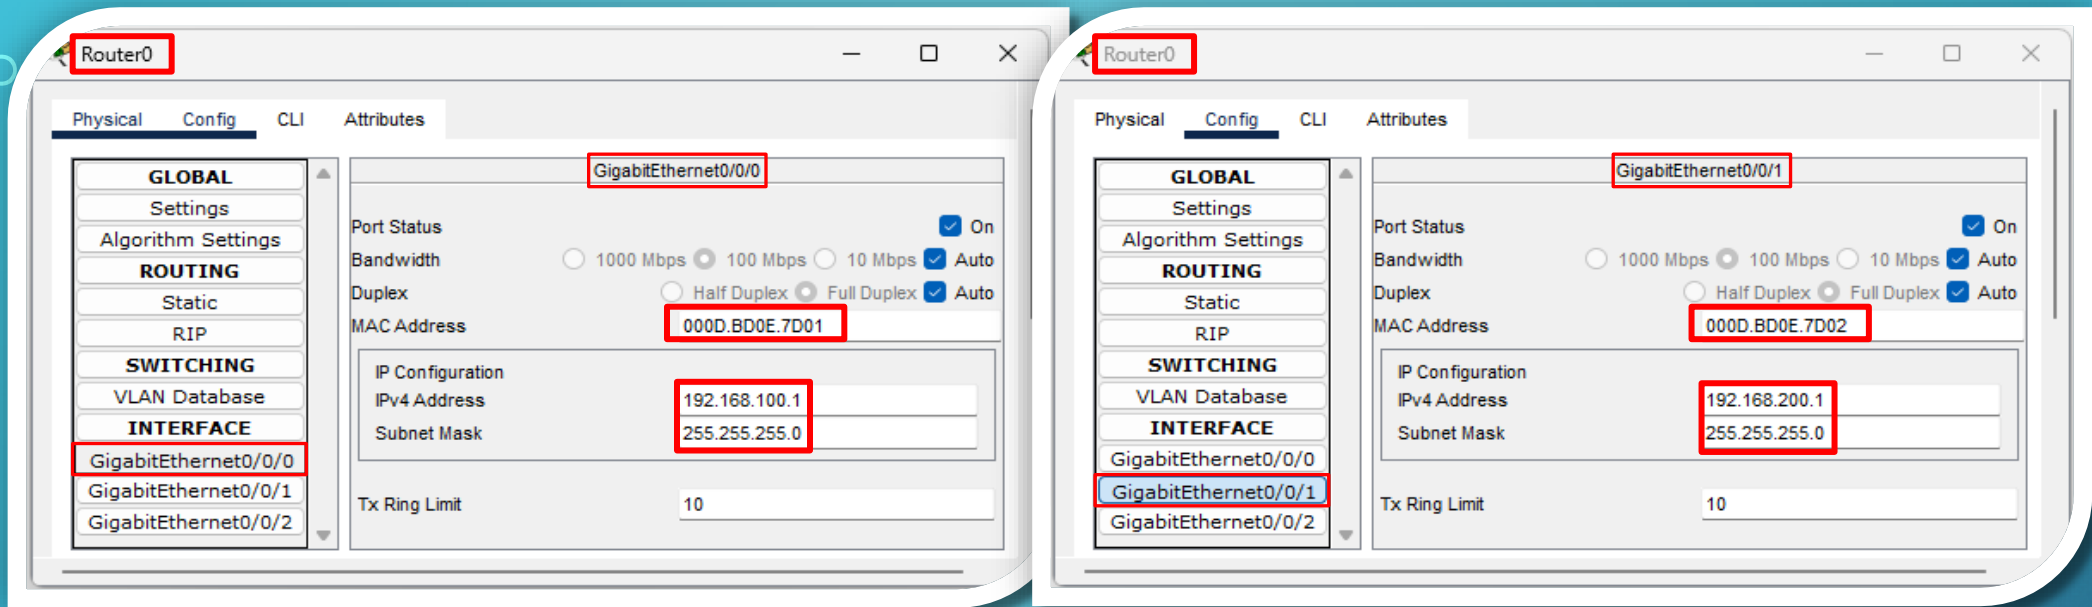 Router0
Physical Config CLI Attributes
GLOBAL
Settings
Algorithm Settings
ROUTING
Static
RIP
SWITCHING
VLAN Database
INTERFACE
GigabitEthernet0/0/0
GigabitEthernet0/0/1
GigabitEthernet0/0/2
GigabitEthernet0/0/0
Port Status On
Bandwidth 1000 Mbps 100 Mbps 10 Mbps Auto
Duplex Half Duplex Full Duplex Auto
MAC Address 000D.BD0E.7D01
IP Configuration
IPv4 Address 192.168.100.1
Subnet Mask 255.255.255.0
Tx Ring Limit 10
Router0
Physical Config CLI Attributes
GLOBAL
Settings
Algorithm Settings
ROUTING
Static
RIP
SWITCHING
VLAN Database
INTERFACE
GigabitEthernet0/0/0
GigabitEthernet0/0/1
GigabitEthernet0/0/2
GigabitEthernet0/0/1
Port Status On
Bandwidth 1000 Mbps 100 Mbps 10 Mbps Auto
Duplex Half Duplex Full Duplex Auto
MAC Address 000D.BD0E.7D02
IP Configuration
IPv4 Address 192.168.200.1
Subnet Mask 255.255.255.0
Tx Ring Limit 10